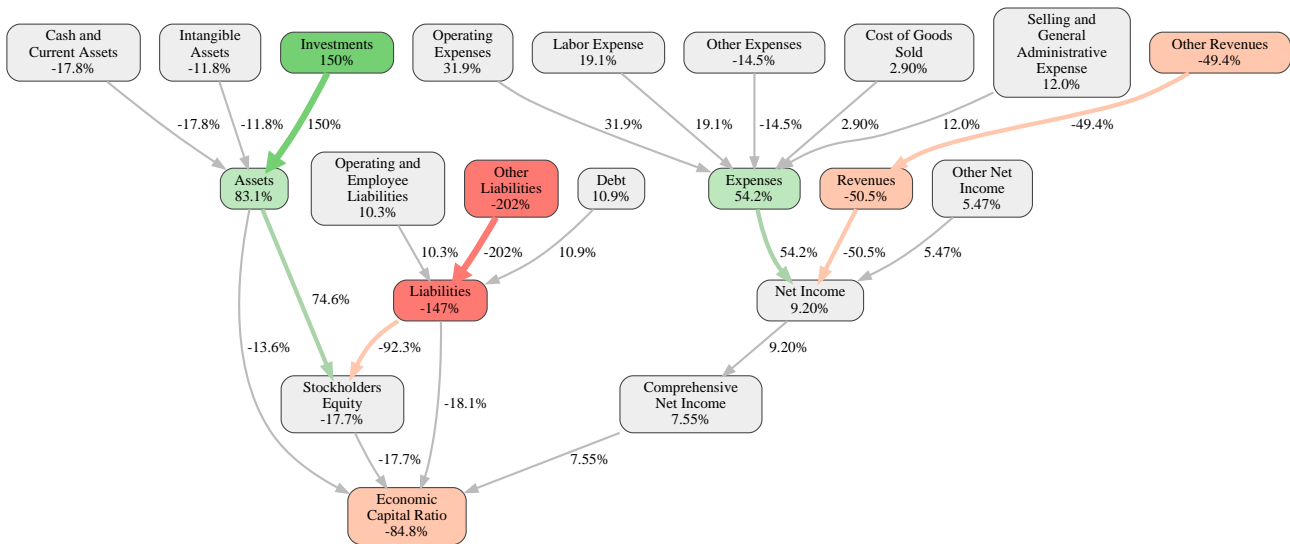 Cash and
Current Assets
-17.8%
Intangible
Assets
-11.8%
Investments
150%
Operating
Expenses
31.9%
Labor Expense
19.1%
Other Expenses
-14.5%
Cost of Goods
Sold
2.90%
Selling and
General
Administrative
Expense
12.0%
Other Revenues
-49.4%
-17.8%
-11.8%
150%
31.9%
19.1%
-14.5%
2.90%
12.0%
-49.4%
Assets
83.1%
Operating and
Employee
Liabilities
10.3%
Other
Liabilities
-202%
Debt
10.9%
Expenses
54.2%
Revenues
-50.5%
Other Net
Income
5.47%
10.3%
-202%
10.9%
54.2%
-50.5%
5.47%
74.6%
Liabilities
-147%
Net Income
9.20%
-13.6%
-92.3%
9.20%
Stockholders
Equity
-17.7%
-18.1%
Comprehensive
Net Income
7.55%
-17.7%
7.55%
Economic
Capital Ratio
-84.8%